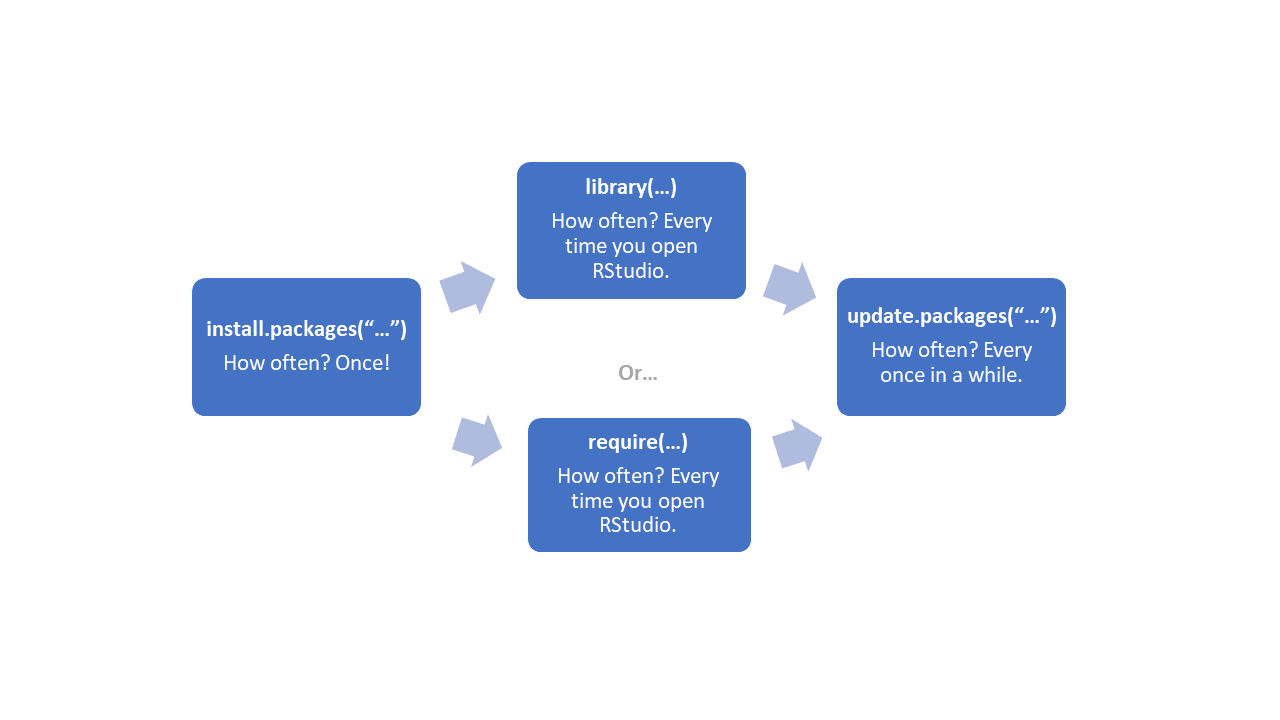 install.packages(“…”)
How often? Once!
library(…)
How often? Every
time you open
RStudio.
Or…
require(…)
How often? Every
time you open
RStudio.
update.packages(“…”)
How often? Every
once in a while.